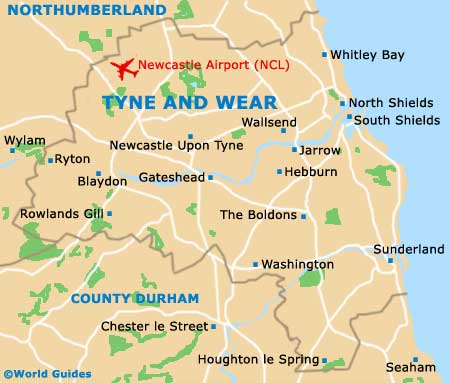 NORTHUMBERLAND
Whitley Bay
Newcastle Airport (NCL)
TYNE AND WEAR
North Shields
South Shields
Wallsend
Wylam
Newcastle Upon Tyne
Jarrow
Ryton
Hebburn
Blaydon
Gateshead
Rowlands Gill
The Boldons
Sunderland
Washington
COUNTY DURHAM
Chester le Street
Houghton le Spring
Seaham
©World Guides